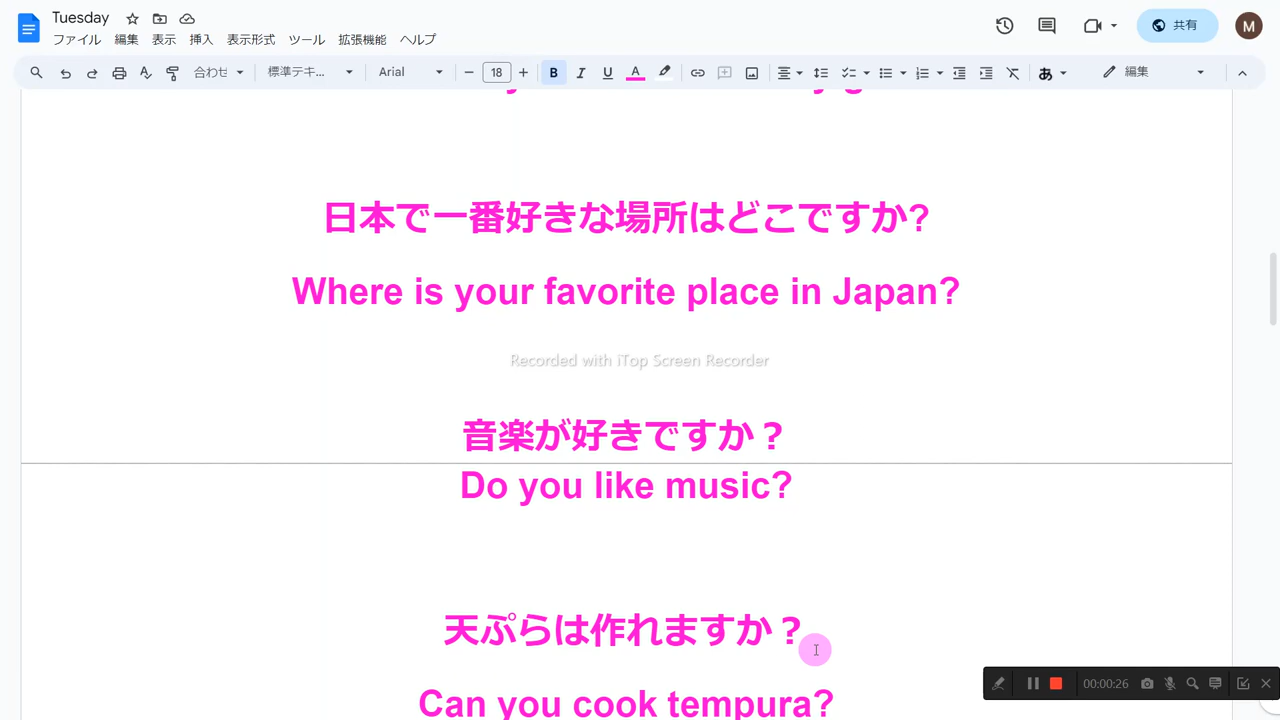 Tuesday
ファイル 編集 表示 挿入 表示形式 ツール 拡張機能 ヘルプ
共有
M
合わせ 標準テキ... Arial 18 B I U A あ 編集
日本で一番好きな場所はどこですか?
Where is your favorite place in Japan?
Recorded with iTop Screen Recorder
音楽が好きですか？
Do you like music?
天ぷらは作れますか？
Can you cook tempura?
00:00:26